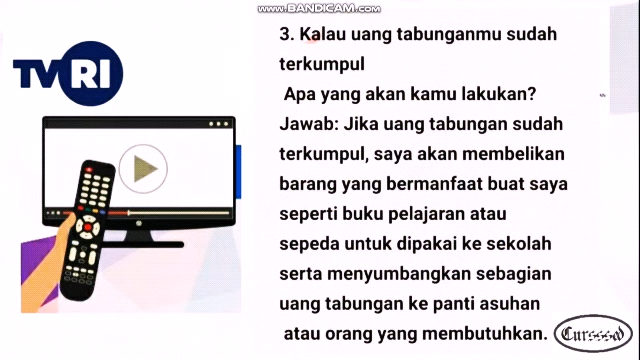 www.BANDICAM.com
TVRI
3. Kalau uang tabunganmu sudah
terkumpul
Apa yang akan kamu lakukan?
Jawab: Jika uang tabungan sudah
terkumpul, saya akan membelikan
barang yang bermanfaat buat saya
seperti buku pelajaran atau
sepeda untuk dipakai ke sekolah
serta menyumbangkan sebagian
uang tabungan ke panti asuhan
atau orang yang membutuhkan.
Curssed